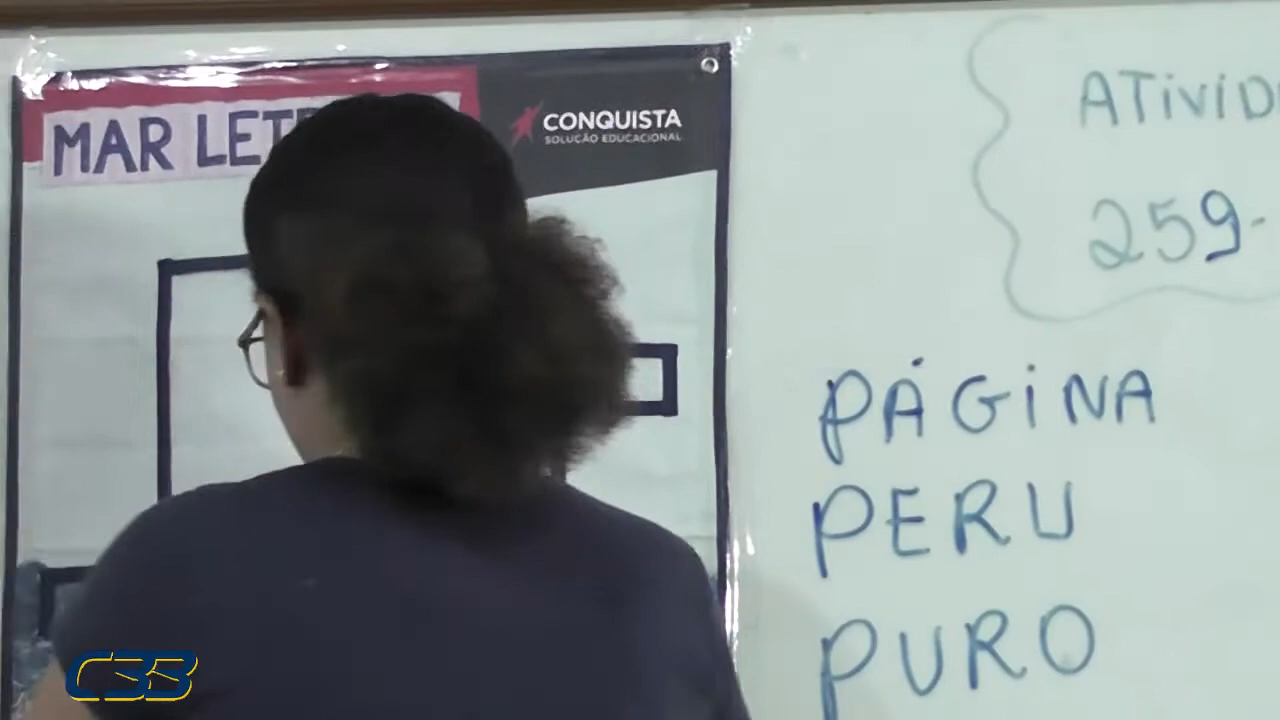 MAR LET
CONQUISTA
SOLUÇÃO EDUCACIONAL
ATIVID
259-
PÁGINA
PERU
PURO
CBB